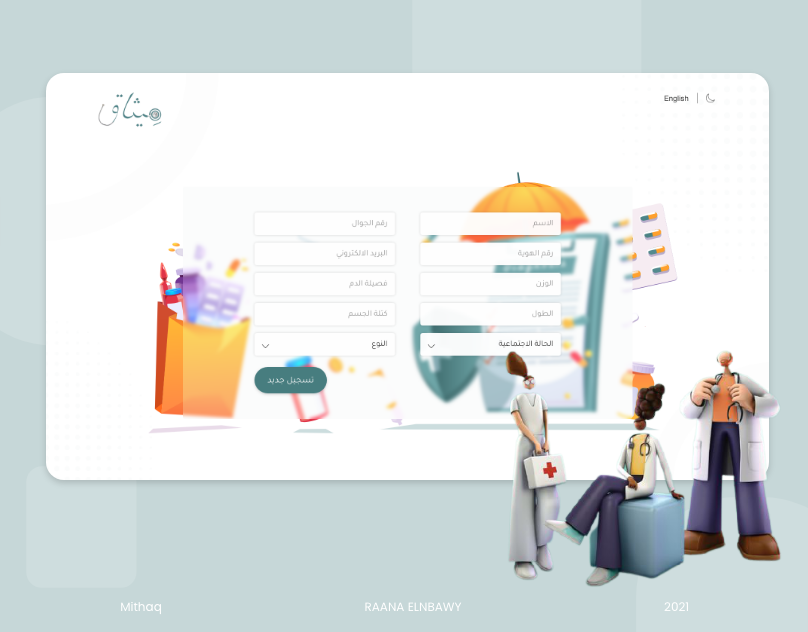 ميثاق
English
الاسم
رقم الجوال
رقم الهوية
البريد الالكتروني
الوزن
فصيلة الدم
الطول
كتلة الجسم
الحالة الاجتماعية
النوع
تسجيل جديد
Mithaq
RAANA ELNBAWY
2021